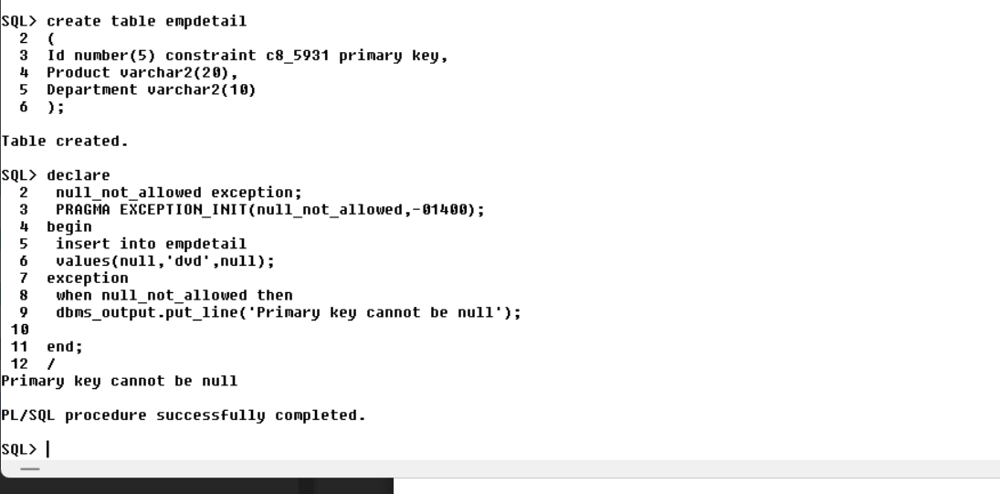 SQL> create table empdetail
2 (
3 Id number(5) constraint c8_5931 primary key,
4 Product varchar2(20),
5 Department varchar2(10)
6 );
Table created.
SQL> declare
2 null_not_allowed exception;
3 PRAGMA EXCEPTION_INIT(null_not_allowed,-01400);
4 begin
5 insert into empdetail
6 values(null,'dvd',null);
7 exception
8 when null_not_allowed then
9 dbms_output.put_line('Primary key cannot be null');
10
11 end;
12 /
Primary key cannot be null
PL/SQL procedure successfully completed.
SQL>